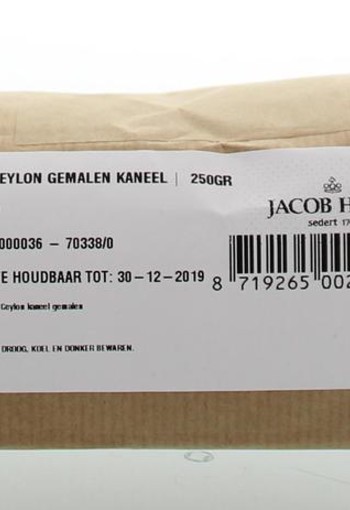 EYLON GEMALEN KANEEL | 250GR
JACOB H
sedert 17
000036 – 70338/0
TE HOUDBAAR TOT: 30-12-2019
8 719265 002
Ceylon kaneel gemalen
DROOG, KOEL EN DONKER BEWAREN.